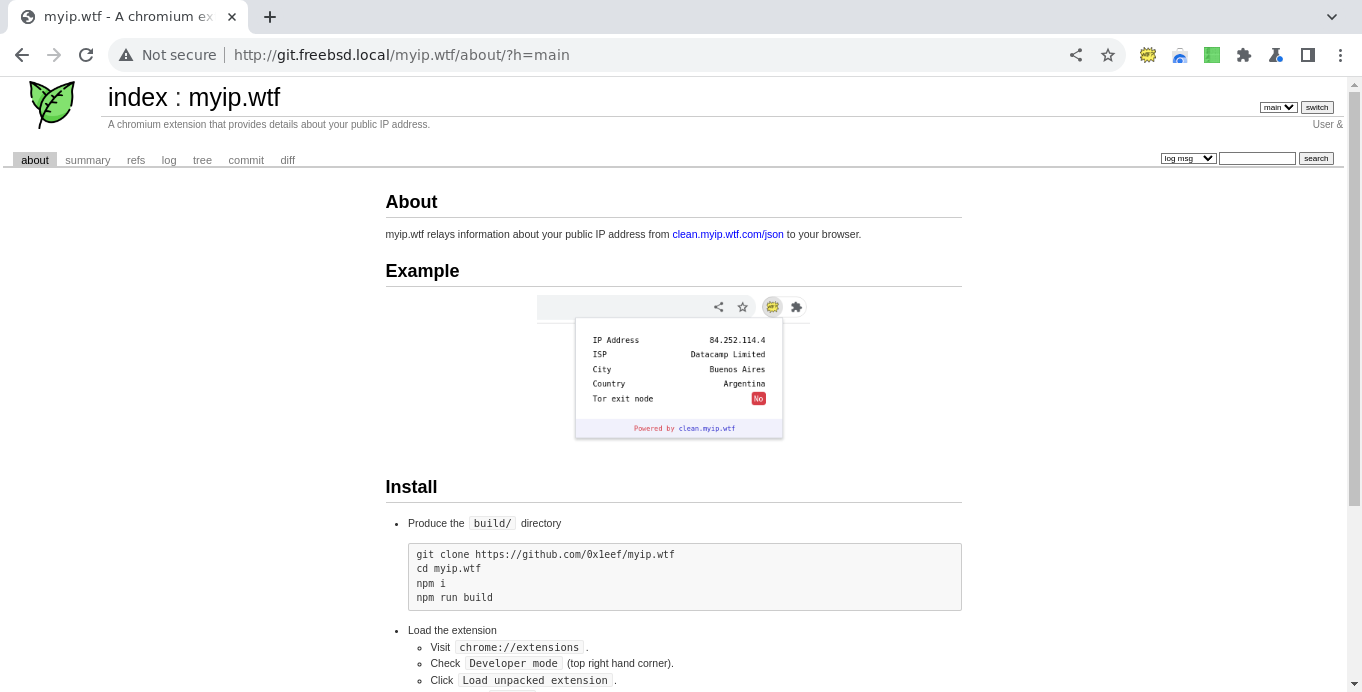 myip.wtf - A chromium ex
Not secure http://git.freebsd.local/myip.wtf/about/?h=main
index : myip.wtf
main switch
A chromium extension that provides details about your public IP address.
User &
about summary refs log tree commit diff
log msg search
About
myip.wtf relays information about your public IP address from clean.myip.wtf.com/json to your browser.
Example
IP Address 84.252.114.4
ISP Datacamp Limited
City Buenos Aires
Country Argentina
Tor exit node No
Powered by clean.myip.wtf
Install
• Produce the build/ directory
git clone https://github.com/0x1eef/myip.wtf
cd myip.wtf
npm i
npm run build
• Load the extension
Visit chrome://extensions .
Check Developer mode (top right hand corner).
Click Load unpacked extension .